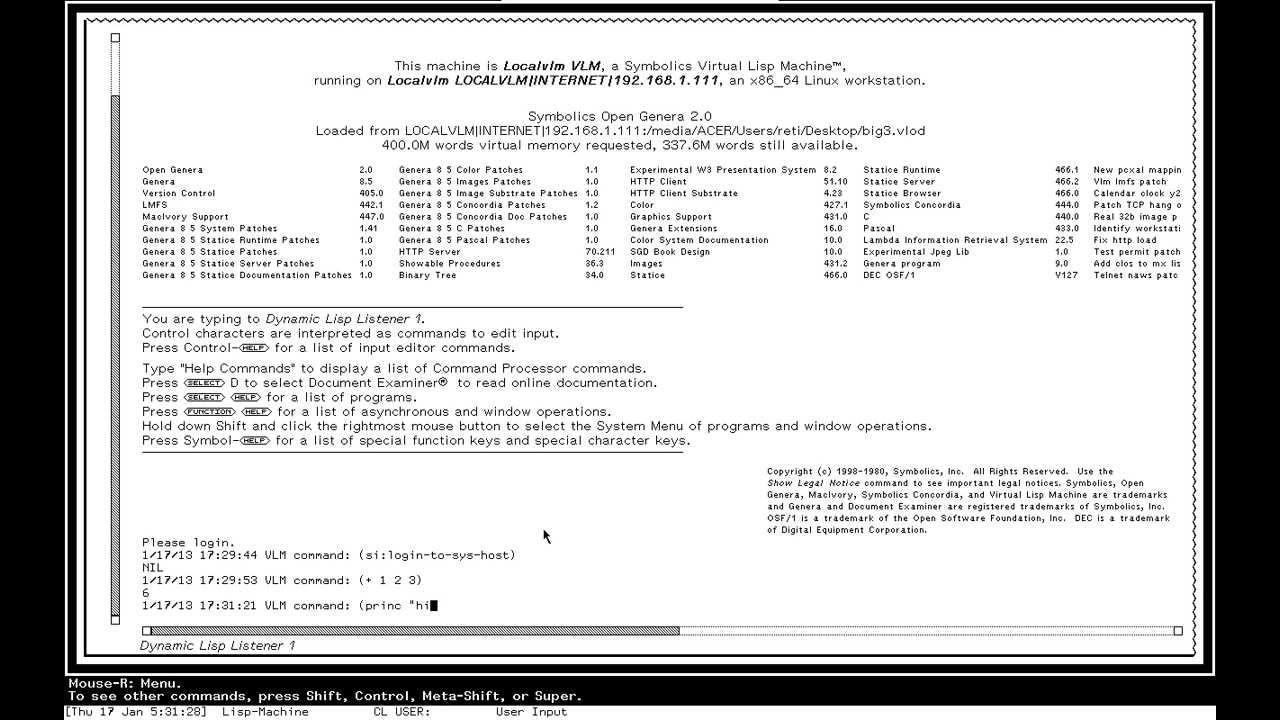 This machine is Localvlm VLM, a Symbolics Virtual Lisp Machine™,
running on Localvlm LOCALVLM|INTERNET|192.168.1.111, an x86_64 Linux workstation.
Symbolics Open Genera 2.0
Loaded from LOCALVLM|INTERNET|192.168.1.111:/media/ACER/Users/reti/Desktop/big3.vlod
400.0M words virtual memory requested, 337.6M words still available.
Open Genera 2.0 Genera 8 5 Color Patches 1.1 Experimental W3 Presentation System 8.2 Statice Runtime 466.1 New pcxal mappin
Genera 8.5 Genera 8 5 Images Patches 1.0 HTTP Client 51.10 Statice Server 466.2 Vlm lmfs patch
Version Control 405.0 Genera 8 5 Image Substrate Patches 1.0 HTTP Client Substrate 4.23 Statice Browser 466.0 Calendar clock y2
LMFS 442.1 Genera 8 5 Concordia Patches 1.2 Color 427.1 Symbolics Concordia 444.0 Patch TCP hang o
MacIvory Support 447.0 Genera 8 5 Concordia Doc Patches 1.0 Graphics Support 431.0 C 440.0 Real 32b image p
Genera 8 5 System Patches 1.41 Genera 8 5 C Patches 1.0 Genera Extensions 16.0 Pascal 433.0 Identify workstati
Genera 8 5 Statice Runtime Patches 1.0 Genera 8 5 Pascal Patches 1.0 Color System Documentation 10.0 Lambda Information Retrieval System 22.5 Fix http load
Genera 8 5 Statice Patches 1.0 HTTP Server 70.211 SGD Book Design 10.0 Experimental Jpeg Lib 1.0 Test permit patch
Genera 8 5 Statice Server Patches 1.0 Showable Procedures 36.3 Images 431.2 Genera program 9.0 Add clos to mx lis
Genera 8 5 Statice Documentation Patches 1.0 Binary Tree 34.0 Statice 466.0 DEC OSF/1 V127 Telnet naws patc
You are typing to Dynamic Lisp Listener 1.
Control characters are interpreted as commands to edit input.
Press Control-HELP for a list of input editor commands.
Type "Help Commands" to display a list of Command Processor commands.
Press SELECT D to select Document Examiner® to read online documentation.
Press SELECT HELP for a list of programs.
Press FUNCTION HELP for a list of asynchronous and window operations.
Hold down Shift and click the rightmost mouse button to select the System Menu of programs and window operations.
Press Symbol-HELP for a list of special function keys and special character keys.
Copyright (c) 1998-1980, Symbolics, Inc. All Rights Reserved. Use the
Show Legal Notice command to see important legal notices. Symbolics, Open
Genera, MacIvory, Symbolics Concordia, and Virtual Lisp Machine are trademarks
and Genera and Document Examiner are registered trademarks of Symbolics, Inc.
OSF/1 is a trademark of the Open Software Foundation, Inc. DEC is a trademark
of Digital Equipment Corporation.
Please login.
1/17/13 17:29:44 VLM command: (si:login-to-sys-host)
NIL
1/17/13 17:29:53 VLM command: (+ 1 2 3)
6
1/17/13 17:31:21 VLM command: (princ "hi
Dynamic Lisp Listener 1
Mouse-R: Menu.
To see other commands, press Shift, Control, Meta-Shift, or Super.
[Thu 17 Jan 5:31:28] Lisp-Machine CL USER: User Input